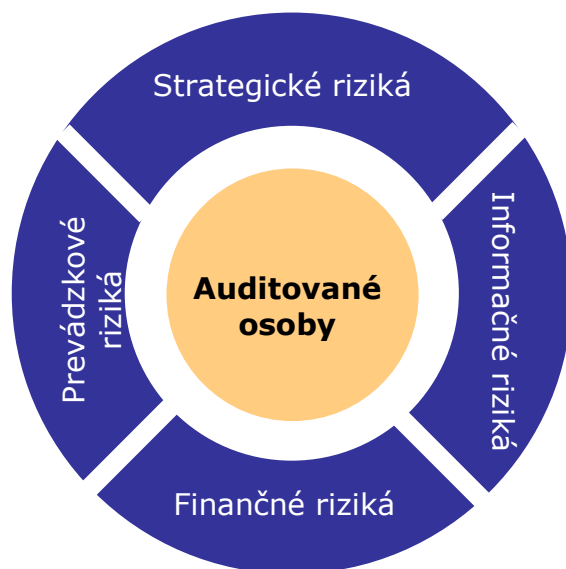 Strategické riziká
Informačné riziká
Finančné riziká
Prevádzkové
riziká
Auditované
osoby